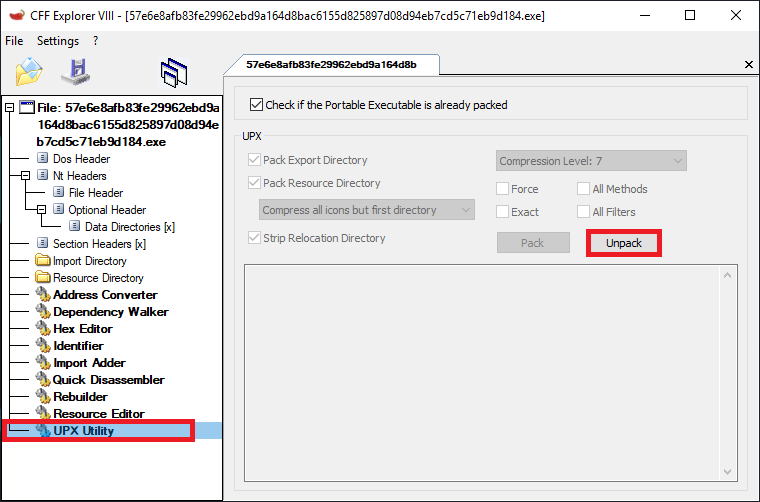 CFF Explorer VIII - [57e6e8afb83fe29962ebd9a164d8bac6155d825897d08d94eb7cd5c71eb9d184.exe]
File Settings ?
57e6e8afb83fe29962ebd9a164d8b
File: 57e6e8afb83fe29962ebd9a
164d8bac6155d825897d08d94e
b7cd5c71eb9d184.exe
Dos Header
Nt Headers
File Header
Optional Header
Data Directories [x]
Section Headers [x]
Import Directory
Resource Directory
Address Converter
Dependency Walker
Hex Editor
Identifier
Import Adder
Quick Disassembler
Rebuilder
Resource Editor
UPX Utility
Check if the Portable Executable is already packed
UPX
Pack Export Directory
Compression Level: 7
Pack Resource Directory
Force
All Methods
Compress all icons but first directory
Exact
All Filters
Strip Relocation Directory
Pack
Unpack